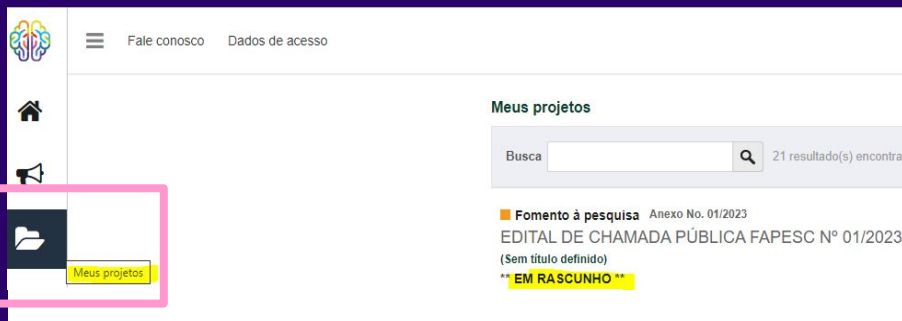 Fale conosco Dados de acesso
Meus projetos
Busca 21 resultado(s) encontra
Fomento à pesquisa Anexo No. 01/2023
EDITAL DE CHAMADA PÚBLICA FAPESC Nº 01/2023
(Sem título definido)
** EM RASCUNHO **
Meus projetos